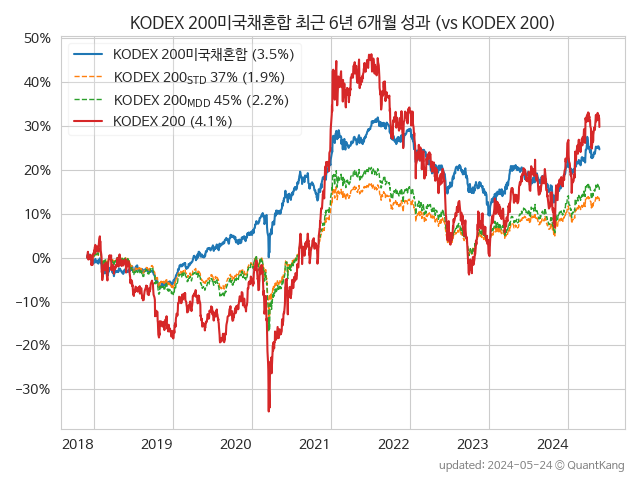 KODEX 200미국채혼합 최근 6년 6개월 성과 (vs KODEX 200)
50%
40%
30%
20%
10%
0%
−10%
−20%
−30%
KODEX 200미국채혼합 (3.5%)
KODEX 200STD 37% (1.9%)
KODEX 200MDD 45% (2.2%)
KODEX 200 (4.1%)
2018 2019 2020 2021 2022 2023 2024
updated: 2024-05-24 © QuantKang